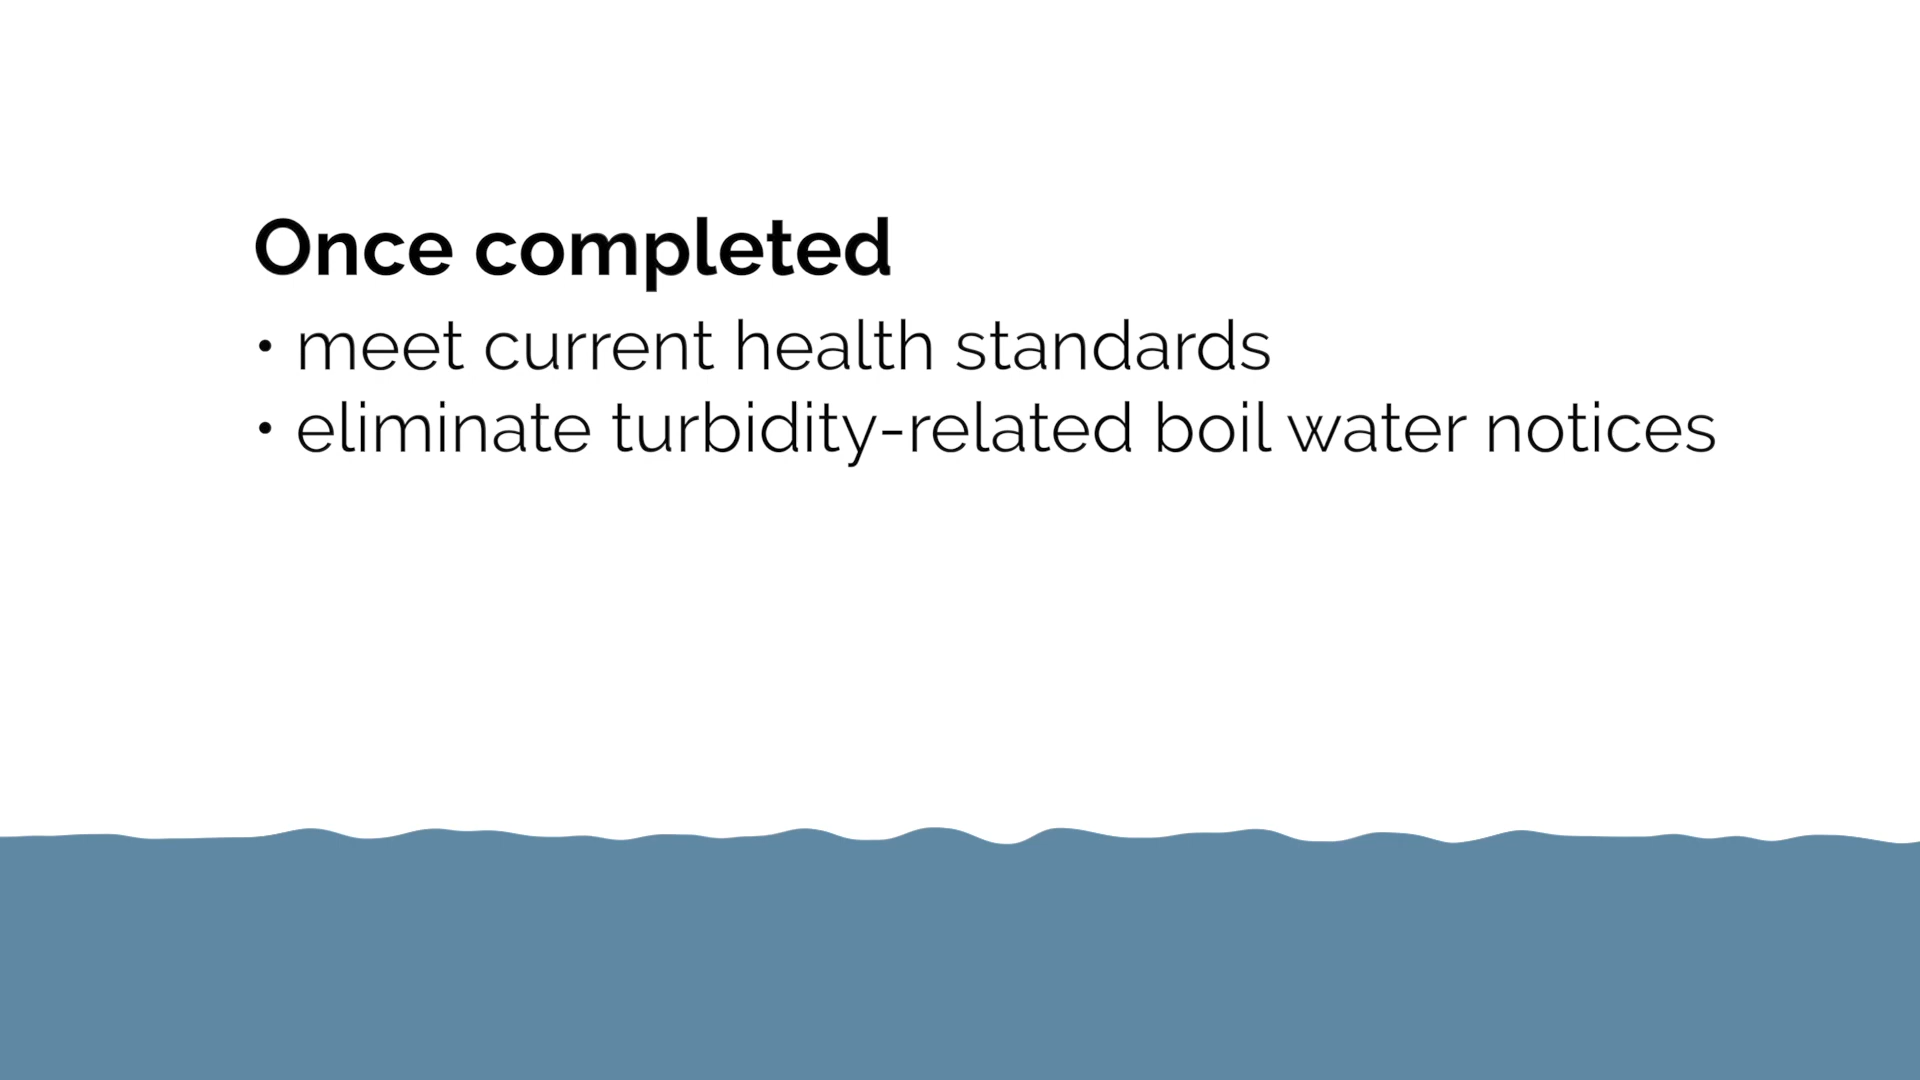 Once completed
• meet current health standards
• eliminate turbidity-related boil water notices